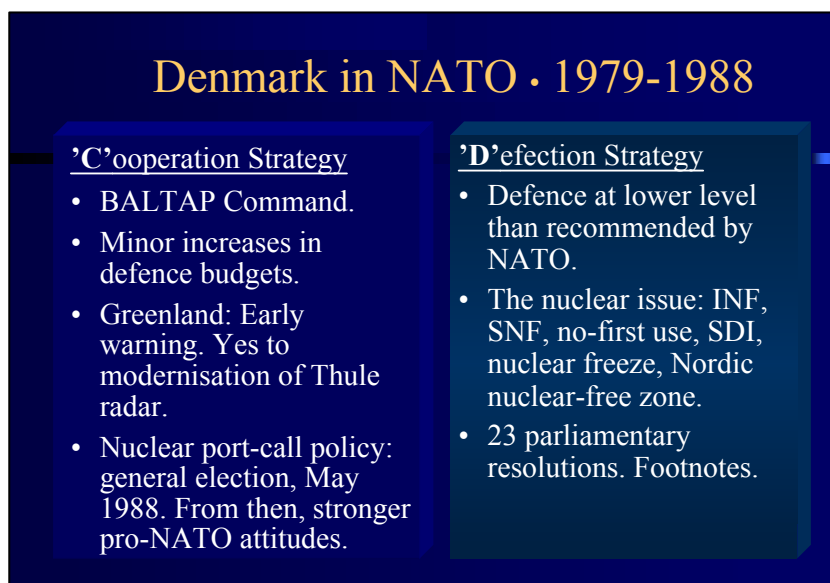 Denmark in NATO • 1979-1988
’C’ooperation Strategy
• BALTAP Command.
• Minor increases in
defence budgets.
• Greenland: Early
warning. Yes to
modernisation of Thule
radar.
• Nuclear port-call policy:
general election, May
1988. From then, stronger
pro-NATO attitudes.
’D’efection Strategy
• Defence at lower level
than recommended by
NATO.
• The nuclear issue: INF,
SNF, no-first use, SDI,
nuclear freeze, Nordic
nuclear-free zone.
• 23 parliamentary
resolutions. Footnotes.